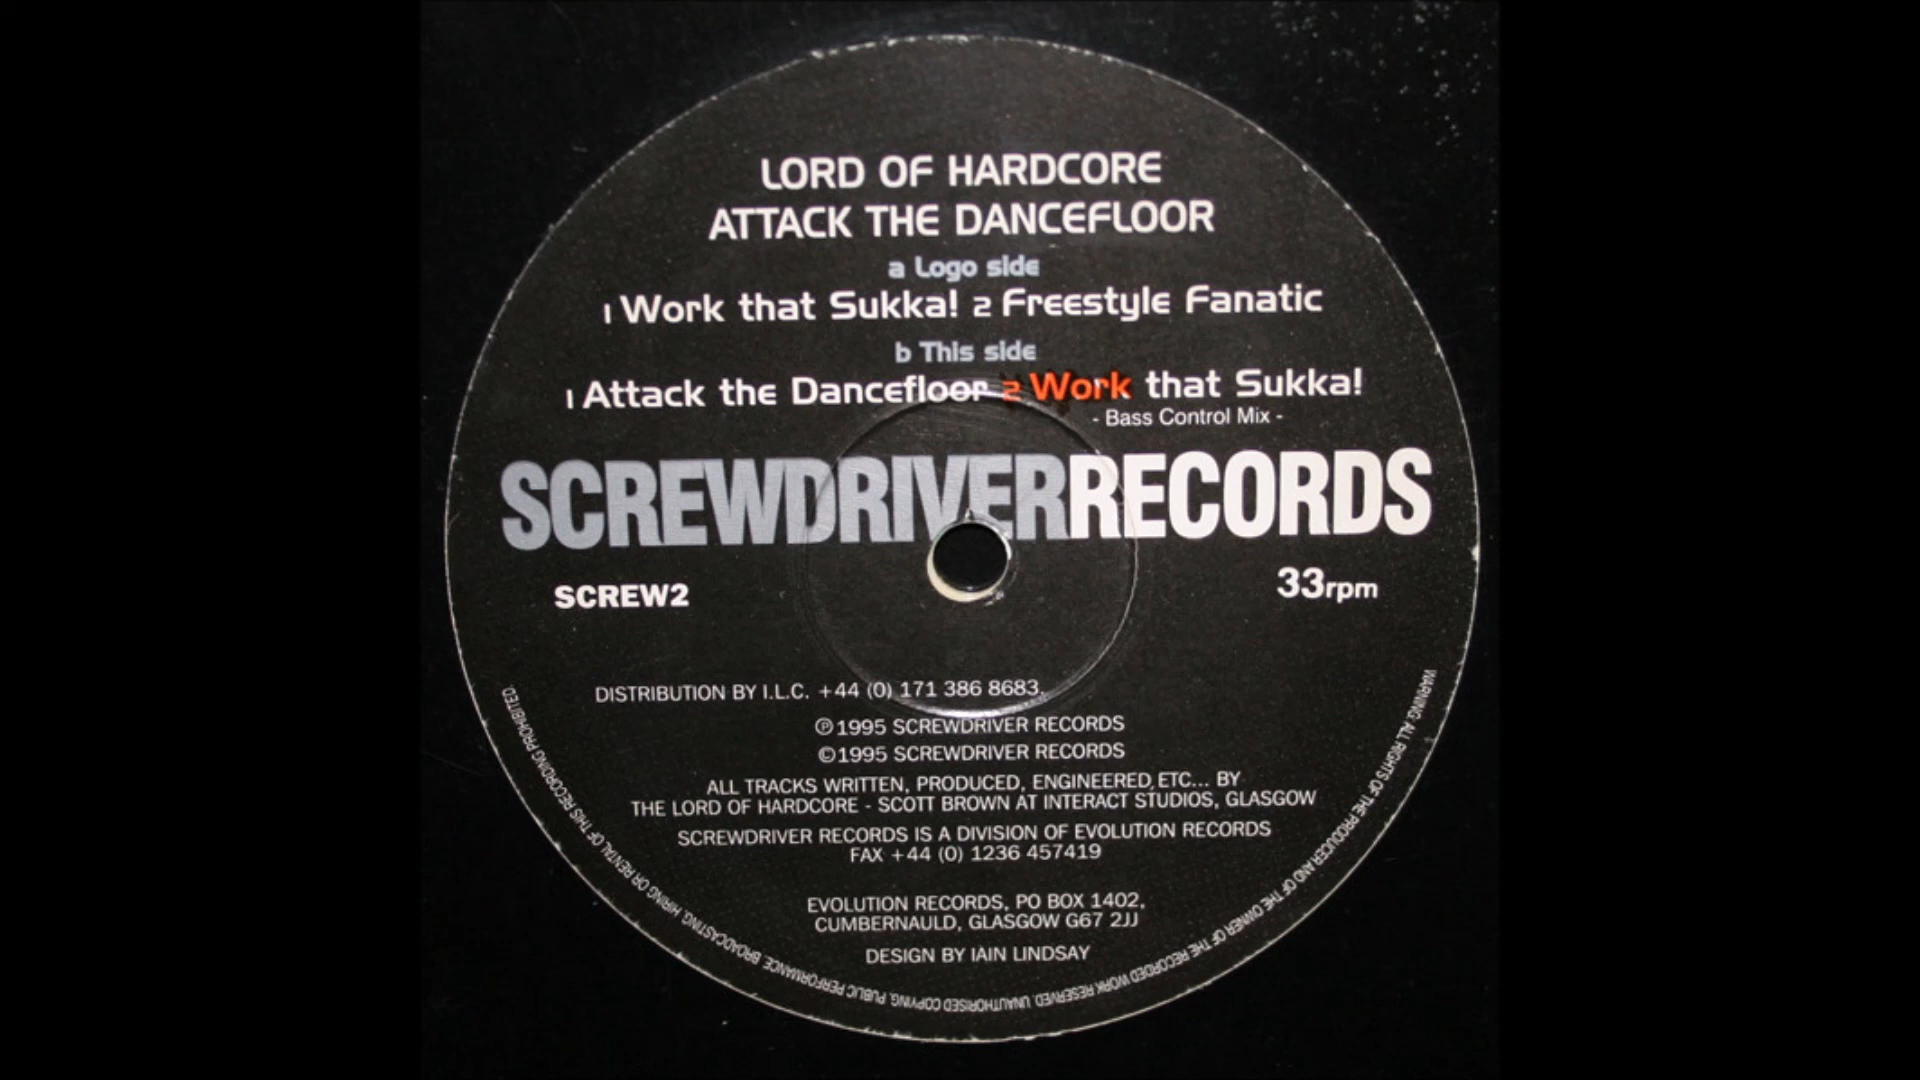 LORD OF HARDCORE
ATTACK THE DANCEFLOOR
a Logo side
1 Work that Sukka! 2 Freestyle Fanatic
b This side
1 Attack the Dancefloor 2 Work that Sukka!
- Bass Control Mix -
SCREWDRIVERRECORDS
SCREW2
33rpm
DISTRIBUTION BY I.L.C. +44 (0) 171 386 8683.
℗1995 SCREWDRIVER RECORDS
©1995 SCREWDRIVER RECORDS
ALL TRACKS WRITTEN, PRODUCED, ENGINEERED, ETC... BY
THE LORD OF HARDCORE - SCOTT BROWN AT INTERACT STUDIOS, GLASGOW
SCREWDRIVER RECORDS IS A DIVISION OF EVOLUTION RECORDS
FAX +44 (0) 1236 457419
EVOLUTION RECORDS, PO BOX 1402,
CUMBERNAULD, GLASGOW G67 2JJ
DESIGN BY IAIN LINDSAY
WARNING: ALL RIGHTS OF THE PRODUCER AND OF THE OWNER OF THE RECORDED WORK RESERVED. UNAUTHORISED COPYING, PUBLIC PERFORMANCE, BROADCASTING, HIRING OR RENTAL OF THIS RECORDING PROHIBITED.